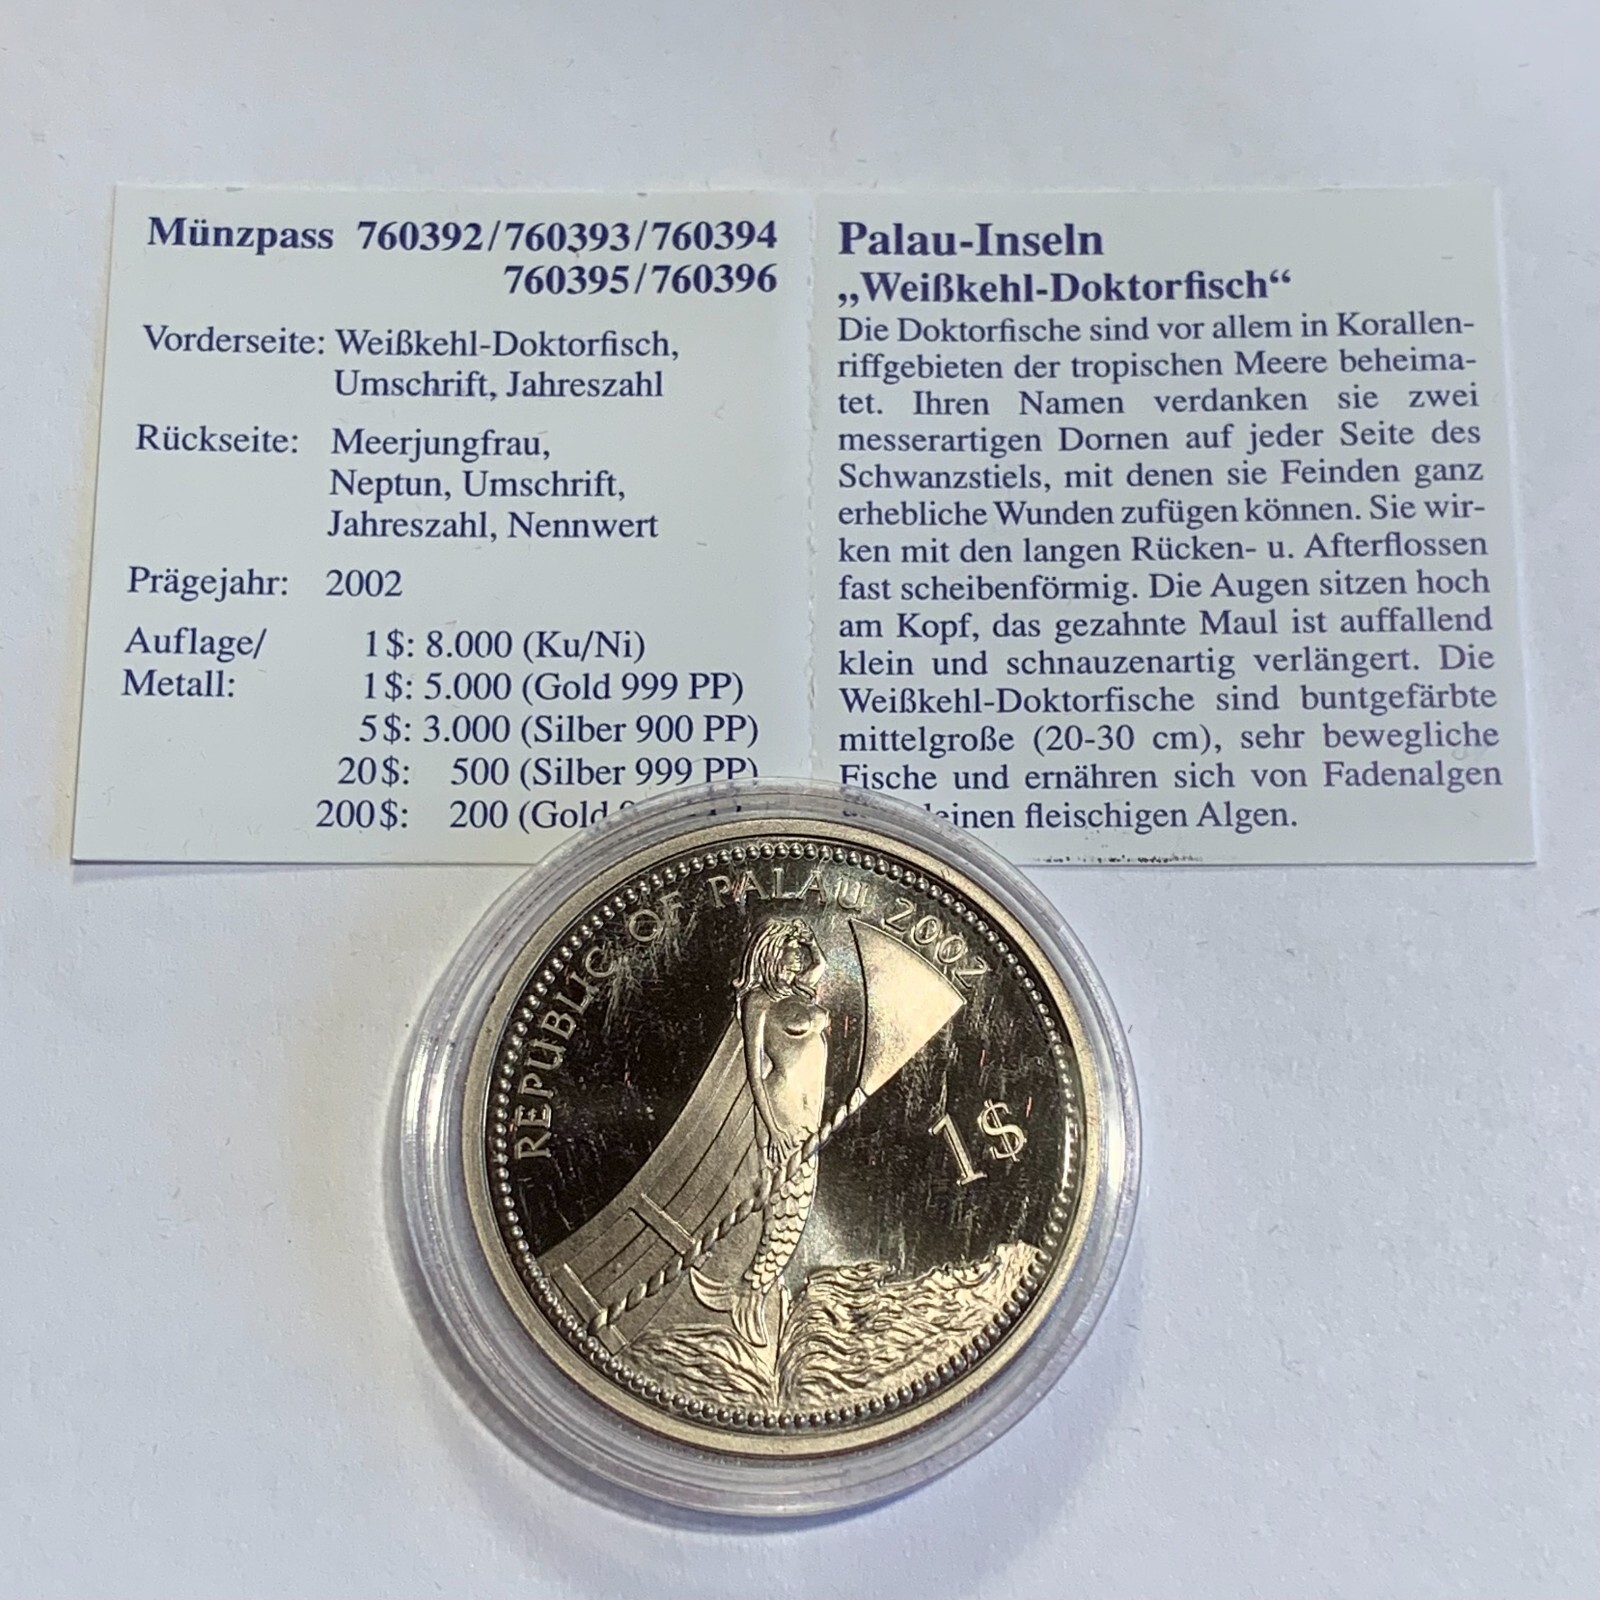 Münzpass 760392/760393/760394
760395/760396
Vorderseite: Weißkehl-Doktorfisch,
Umschrift, Jahreszahl
Rückseite: Meerjungfrau,
Neptun, Umschrift,
Jahreszahl, Nennwert
Prägejahr: 2002
Auflage/ 1$: 8.000 (Ku/Ni)
Metall: 1$: 5.000 (Gold 999 PP)
5$: 3.000 (Silber 900 PP)
20$: 500 (Silber 999 PP)
200$: 200 (Gold
Palau-Inseln
„Weißkehl-Doktorfisch“
Die Doktorfische sind vor allem in Korallen-
riffgebieten der tropischen Meere beheima-
tet. Ihren Namen verdanken sie zwei
messerartigen Dornen auf jeder Seite des
Schwanzstiels, mit denen sie Feinden ganz
erhebliche Wunden zufügen können. Sie wir-
ken mit den langen Rücken- u. Afterflossen
fast scheibenförmig. Die Augen sitzen hoch
am Kopf, das gezahnte Maul ist auffallend
klein und schnauzenartig verlängert. Die
Weißkehl-Doktorfische sind buntgefärbte
mittelgroße (20-30 cm), sehr bewegliche
Fische und ernähren sich von Fadenalgen
fleischigen Algen.
REPUBLIC OF PALAU 2002
1$